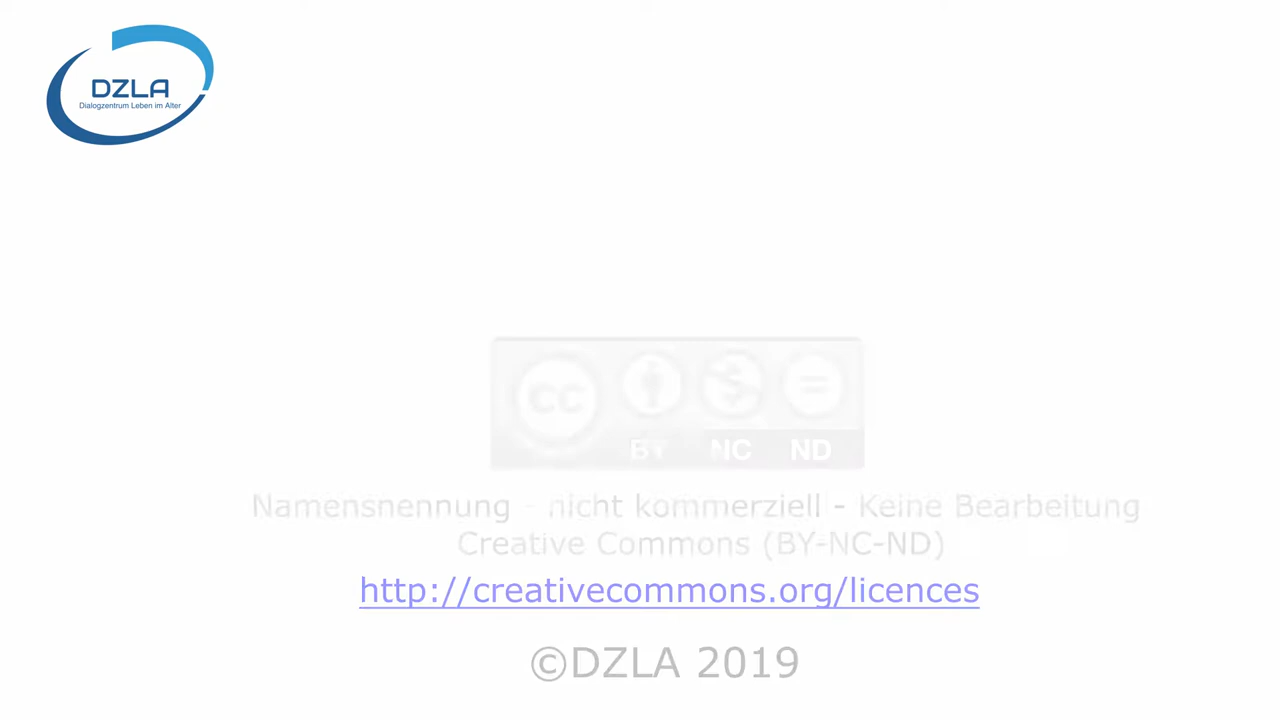 DZLA
Dialogzentrum Leben im Alter
cc
BY NC ND
Namensnennung - nicht kommerziell - Keine Bearbeitung
Creative Commons (BY-NC-ND)
http://creativecommons.org/licences
©DZLA 2019